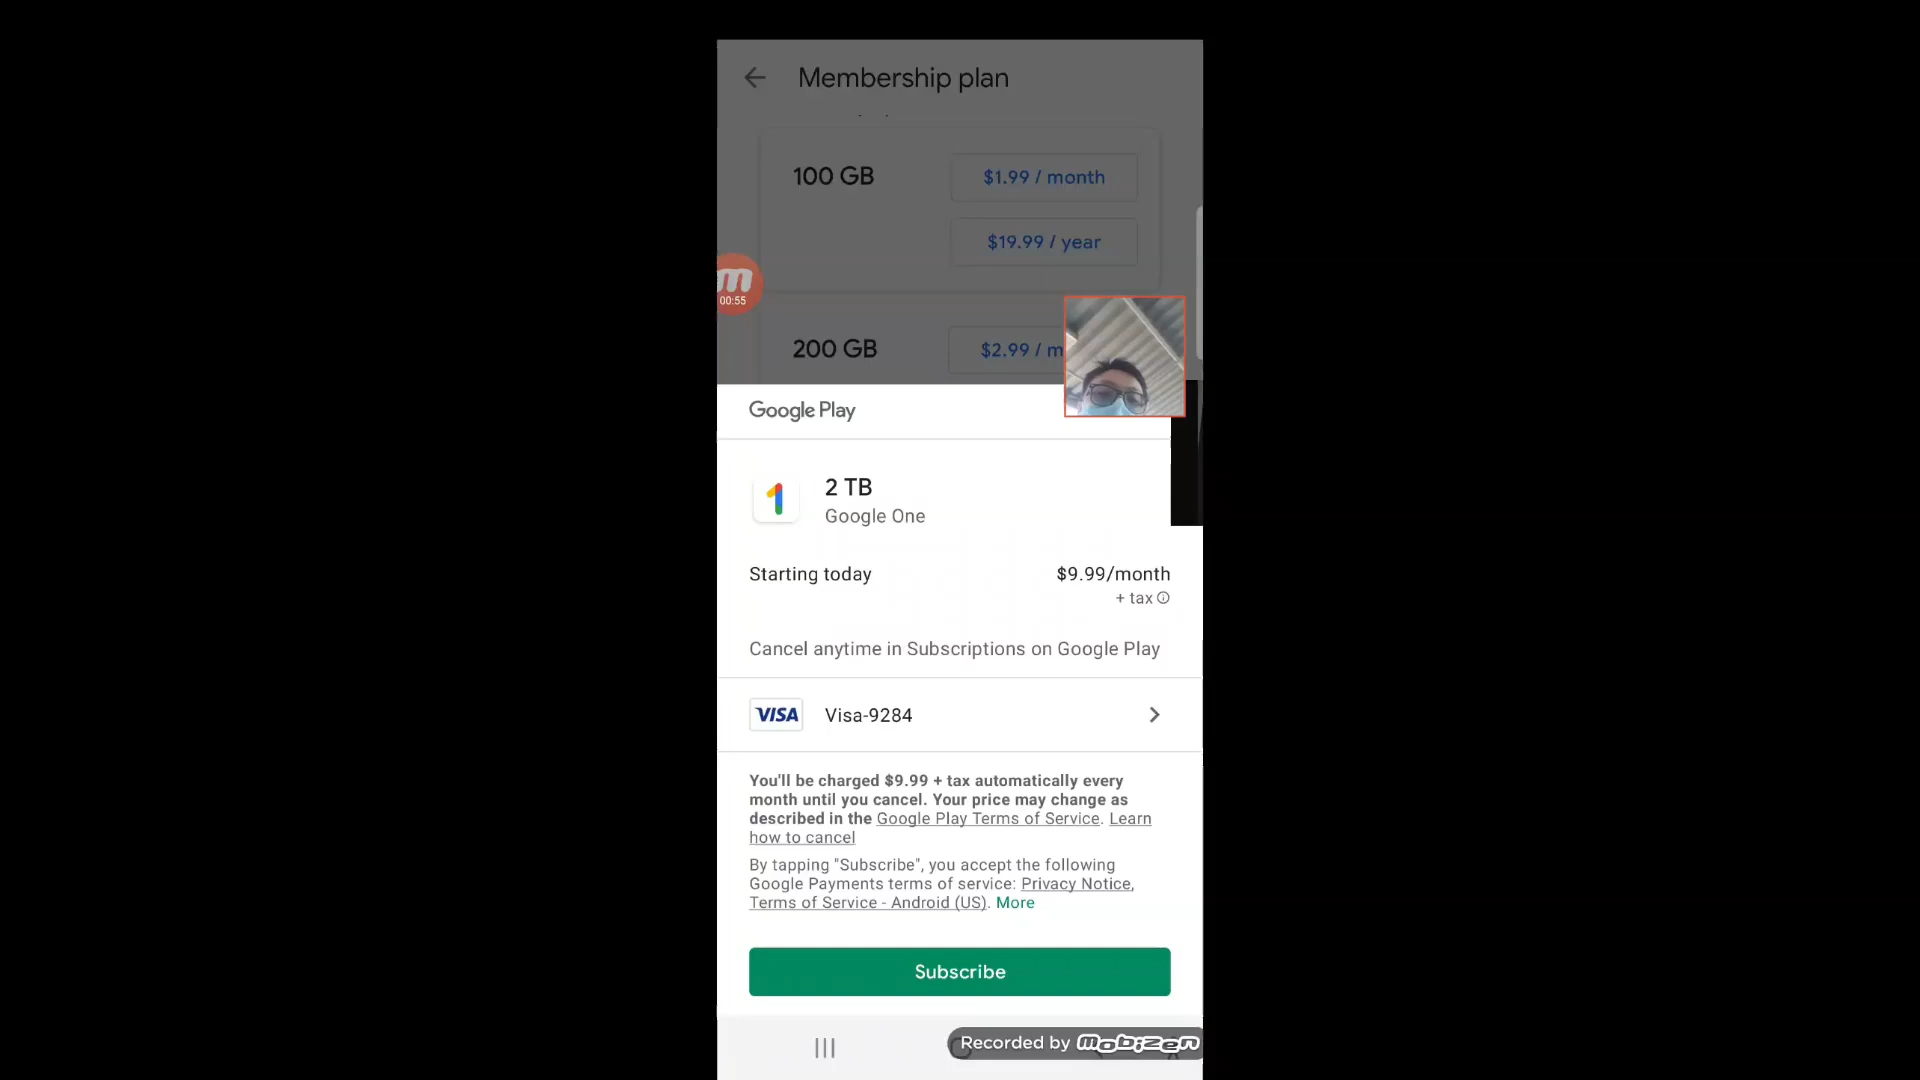 Membership plan
100 GB
$1.99 / month
$19.99 / year
m
00:55
200 GB
$2.99 / m
Google Play
1
2 TB
Google One
Starting today
$9.99/month
+ tax
Cancel anytime in Subscriptions on Google Play
VISA
Visa-9284
You'll be charged $9.99 + tax automatically every
month until you cancel. Your price may change as
described in the Google Play Terms of Service. Learn
how to cancel
By tapping "Subscribe", you accept the following
Google Payments terms of service: Privacy Notice,
Terms of Service - Android (US). More
Subscribe
Recorded by mobizen